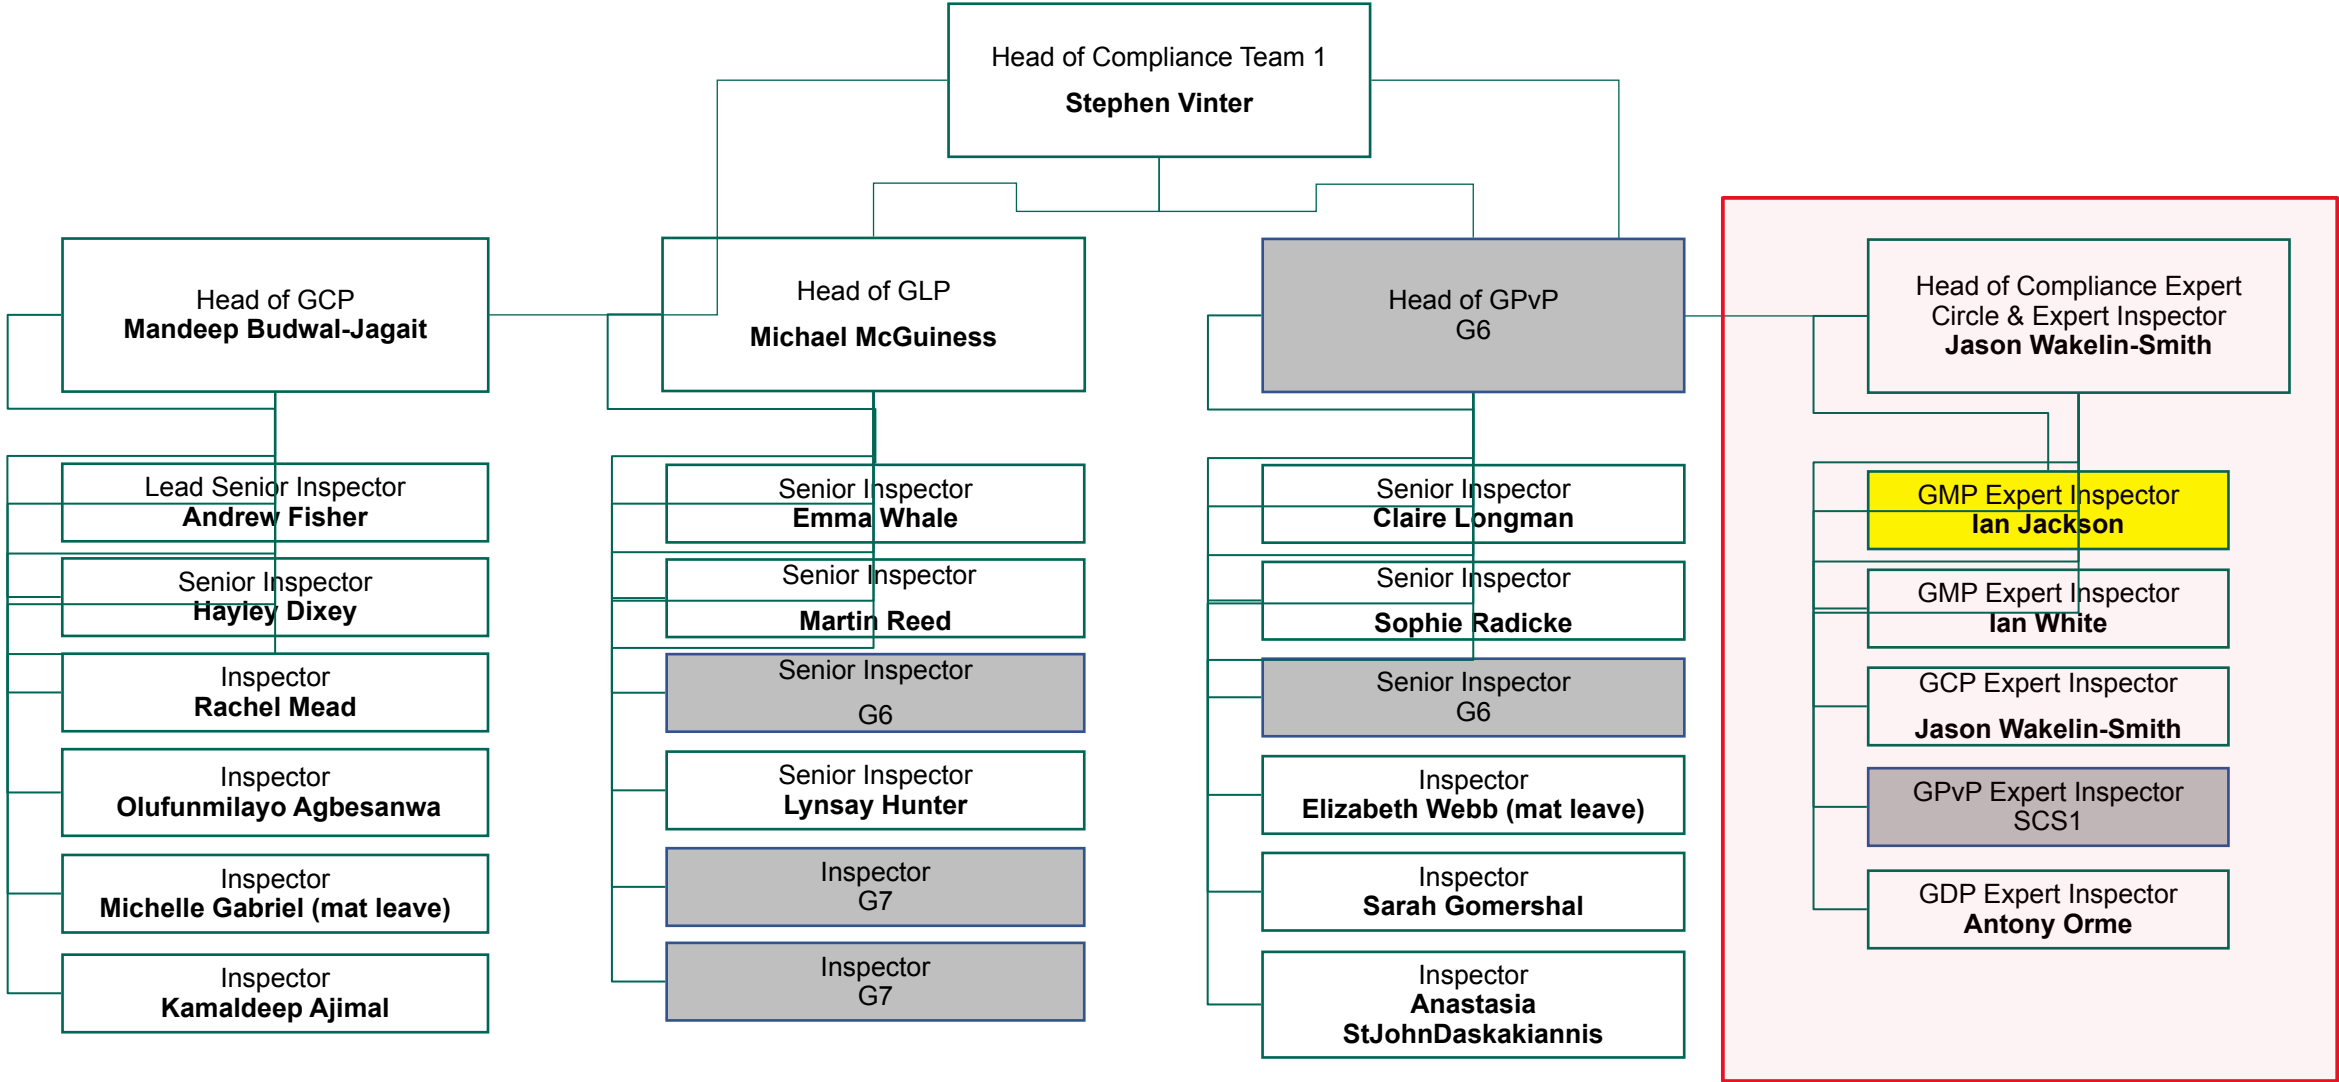 Head of Compliance Team 1
Stephen Vinter
Head of GCP
Mandeep Budwal-Jagait
Lead Senior Inspector
Andrew Fisher
Senior Inspector
Hayley Dixey
Inspector
Rachel Mead
Inspector
Olufunmilayo Agbesanwa
Inspector
Michelle Gabriel (mat leave)
Inspector
Kamaldeep Ajimal
Head of GLP
Michael McGuiness
Senior Inspector
Emma Whale
Senior Inspector
Martin Reed
Senior Inspector
G6
Senior Inspector
Lynsay Hunter
Inspector
G7
Inspector
G7
Head of GPvP
G6
Senior Inspector
Claire Longman
Senior Inspector
Sophie Radicke
Senior Inspector
G6
Inspector
Elizabeth Webb (mat leave)
Inspector
Sarah Gomershal
Inspector
Anastasia
StJohnDaskakiannis
Head of Compliance Expert
Circle & Expert Inspector
Jason Wakelin-Smith
GMP Expert Inspector
Ian Jackson
GMP Expert Inspector
Ian White
GCP Expert Inspector
Jason Wakelin-Smith
GPvP Expert Inspector
SCS1
GDP Expert Inspector
Antony Orme